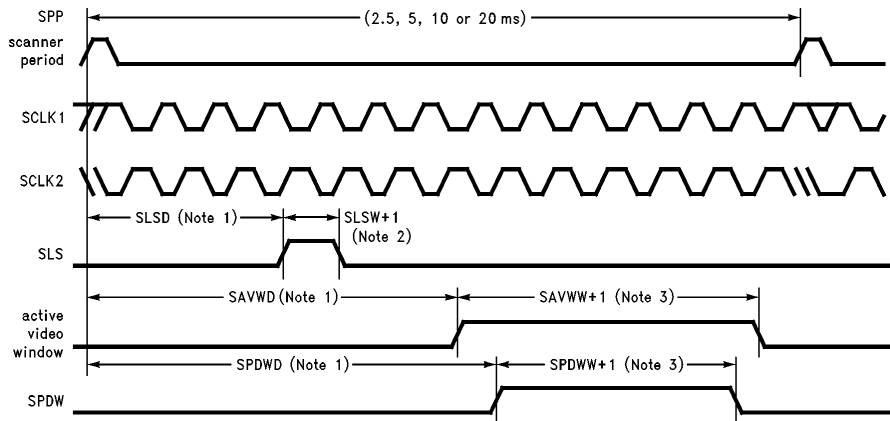 SPP
(2.5, 5, 10 or 20 ms)
scanner
period
SCLK1
SCLK2
SLSD (Note 1)
SLSW+1
(Note 2)
SLS
SAVWD (Note 1)
SAVWW+1 (Note 3)
active
video
window
SPDWD (Note 1)
SPDWW+1 (Note 3)
SPDW